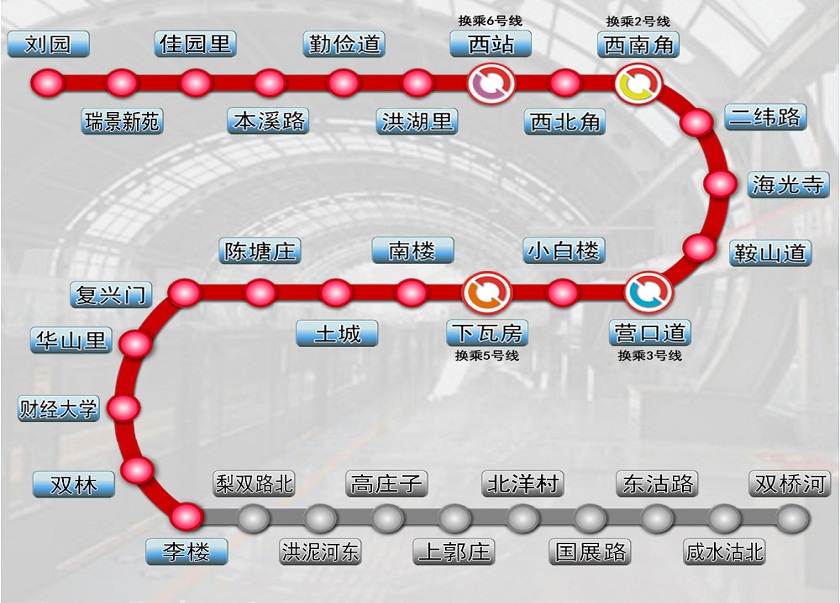 换乘6号线
换乘2号线
刘园
佳园里
勤俭道
西站
西南角
瑞景新苑
本溪路
洪湖里
西北角
二纬路
海光寺
鞍山道
陈塘庄
南楼
小白楼
复兴门
土城
下瓦房
营口道
换乘5号线
换乘3号线
华山里
财经大学
双林
梨双路北
高庄子
北洋村
东沽路
双桥河
李楼
洪泥河东
上郭庄
国展路
咸水沽北